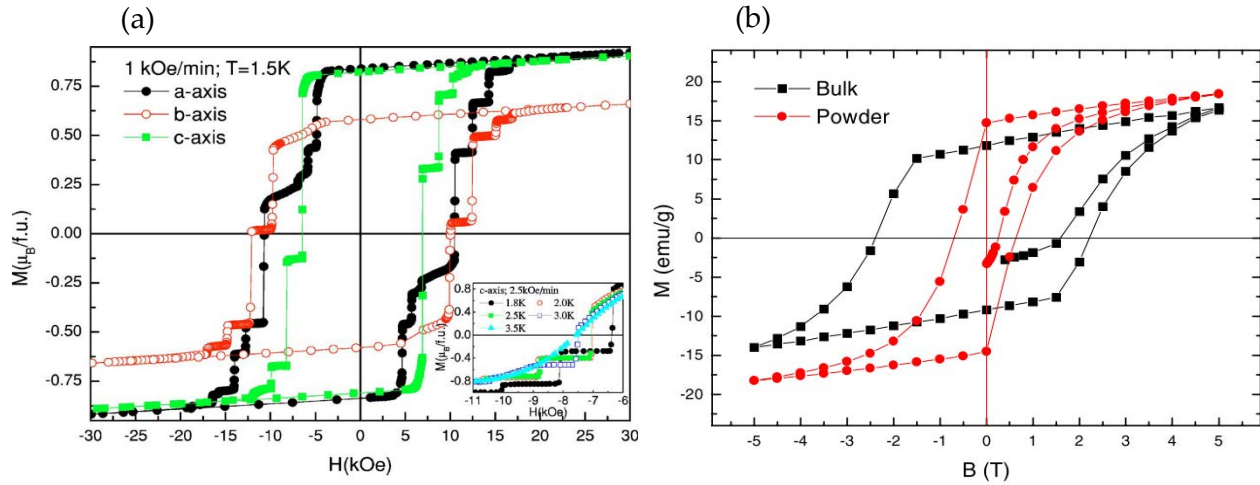 (a)
1 kOe/min; T=1.5K
a-axis
b-axis
c-axis
0.75
0.50
0.25
0.00
-0.25
-0.50
-0.75
M(μB/f.u.)
-30 -25 -20 -15 -10 -5 0 5 10 15 20 25 30
H(kOe)
c-axis; 2.5kOe/min
1.8K 2.0K
2.5K 3.0K
3.5K
0.8
0.4
0.0
-0.4
-0.8
M(μB/f.u.)
-11 -10 -9 -8 -7 -6
H(kOe)
(b)
Bulk
Powder
20
15
10
5
0
-5
-10
-15
-20
M (emu/g)
-5 -4 -3 -2 -1 0 1 2 3 4 5
B (T)